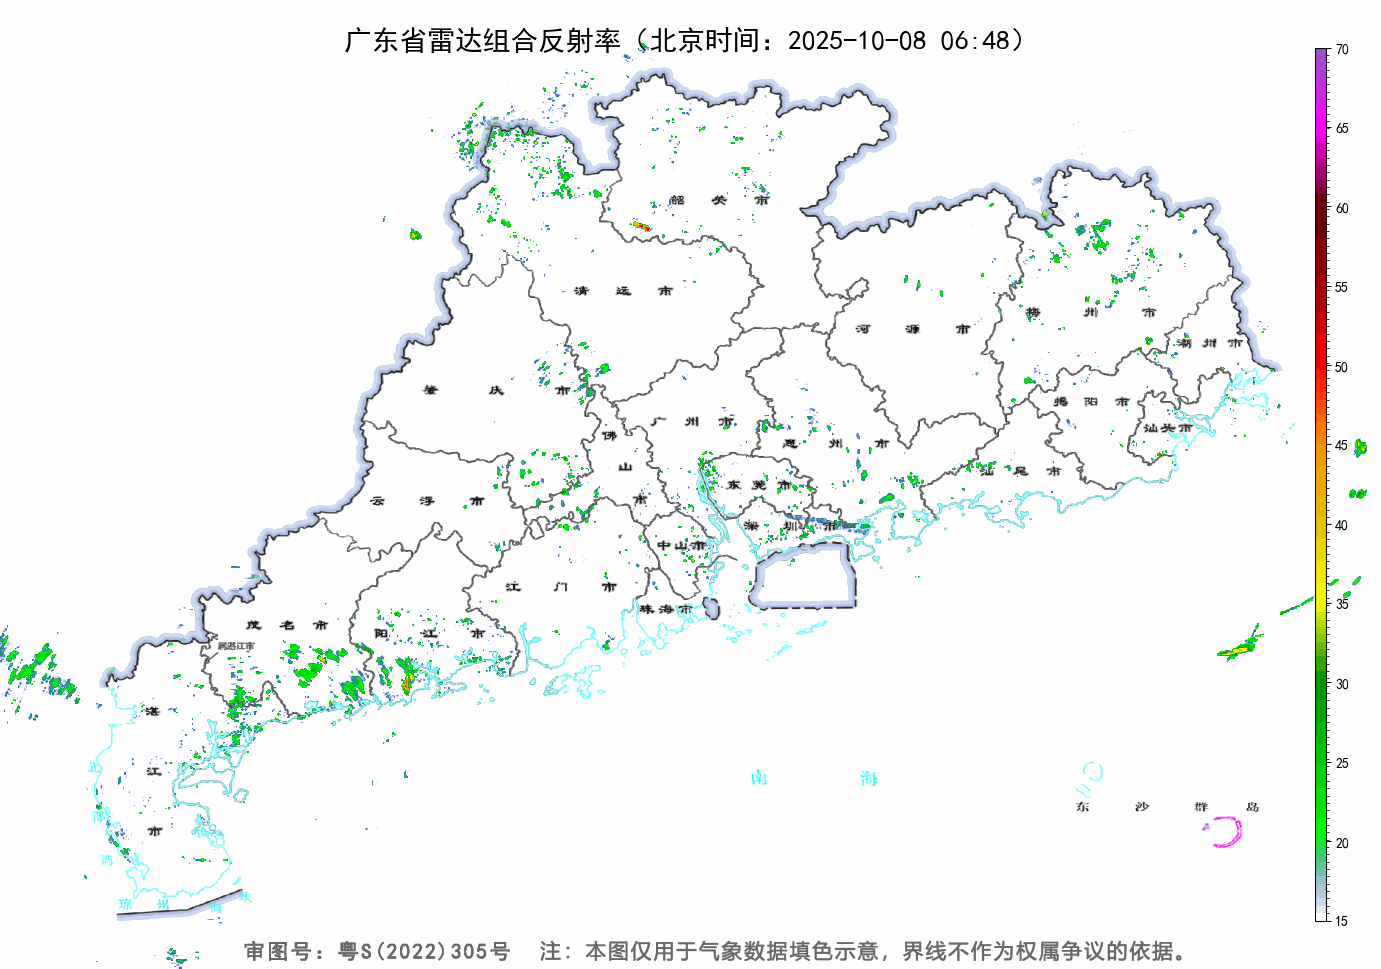 广东省雷达组合反射率（北京时间：2025-10-08 06:48）
70
65
60
55
50
45
40
35
30
25
20
15
韶关市
清远市
河源市
梅州市
潮州市
肇庆市
揭阳市
广州市
佛山市
惠州市
汕头市
云浮市
东莞市
汕尾市
深圳市
中山市
江门市
珠海市
茂名市
阳江市
属湛江市
湛江市
北部湾
南海
东沙群岛
琼州海峡
审图号：粤S(2022)305号 注：本图仅用于气象数据填色示意，界线不作为权属争议的依据。